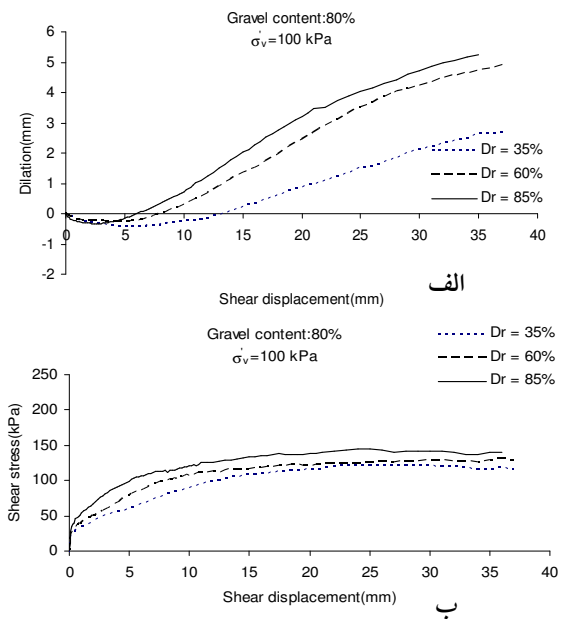 Gravel content:80%
σ'v=100 kPa
6
5
4
3
2
1
0
-1
-2
Dilation(mm)
0 5 10 15 20 25 30 35 40
Dr = 35%
Dr = 60%
Dr = 85%
Shear displacement(mm)
الف
Gravel content:80%
σ'v=100 kPa
Dr = 35%
Dr = 60%
Dr = 85%
250
200
150
100
50
0
Shear stress(kPa)
0 5 10 15 20 25 30 35 40
Shear displacement(mm)
ب